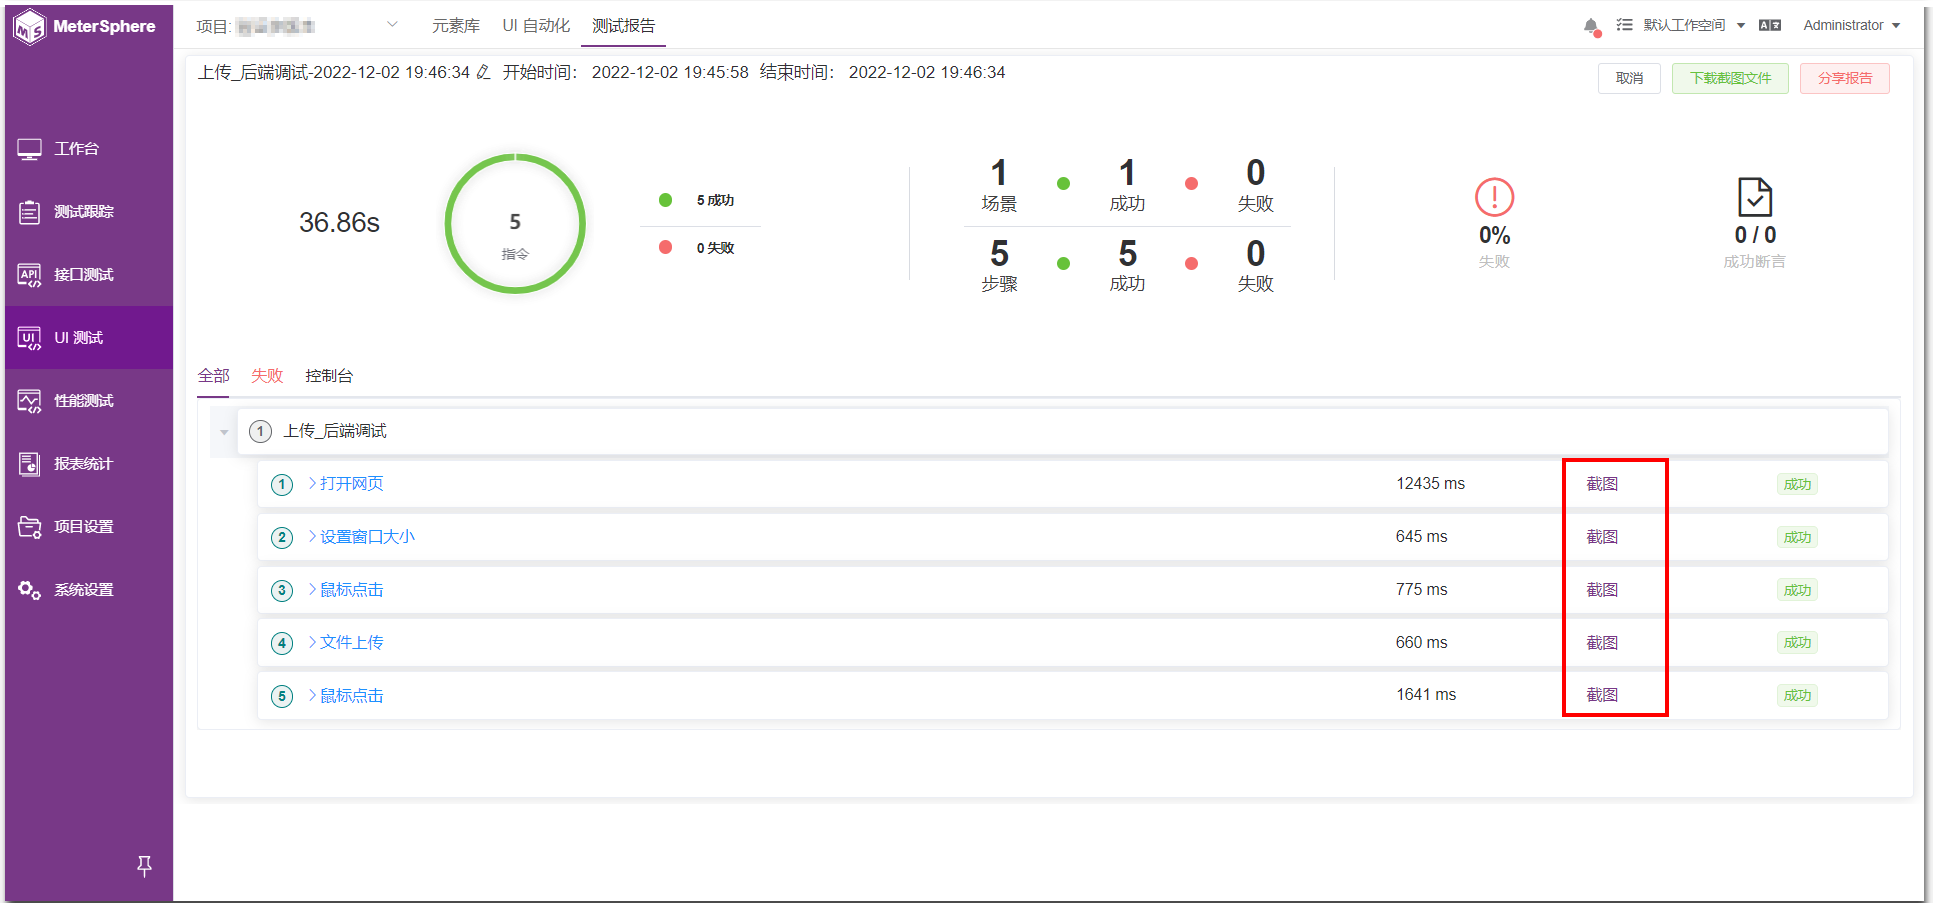 MeterSphere
项目:
元素库
UI 自动化
测试报告
默认工作空间
Administrator
上传_后端调试-2022-12-02 19:46:34 开始时间： 2022-12-02 19:45:58 结束时间： 2022-12-02 19:46:34
取消
下载截图文件
分享报告
工作台
测试跟踪
API
接口测试
UI
UI 测试
性能测试
报表统计
项目设置
系统设置
36.86s
5
指令
5 成功
0 失败
1
场景
1
成功
0
失败
5
步骤
5
成功
0
失败
0%
失败
0 / 0
成功断言
全部
失败
控制台
1 上传_后端调试
1 打开网页 12435 ms 截图 成功
2 设置窗口大小 645 ms 截图 成功
3 鼠标点击 775 ms 截图 成功
4 文件上传 660 ms 截图 成功
5 鼠标点击 1641 ms 截图 成功